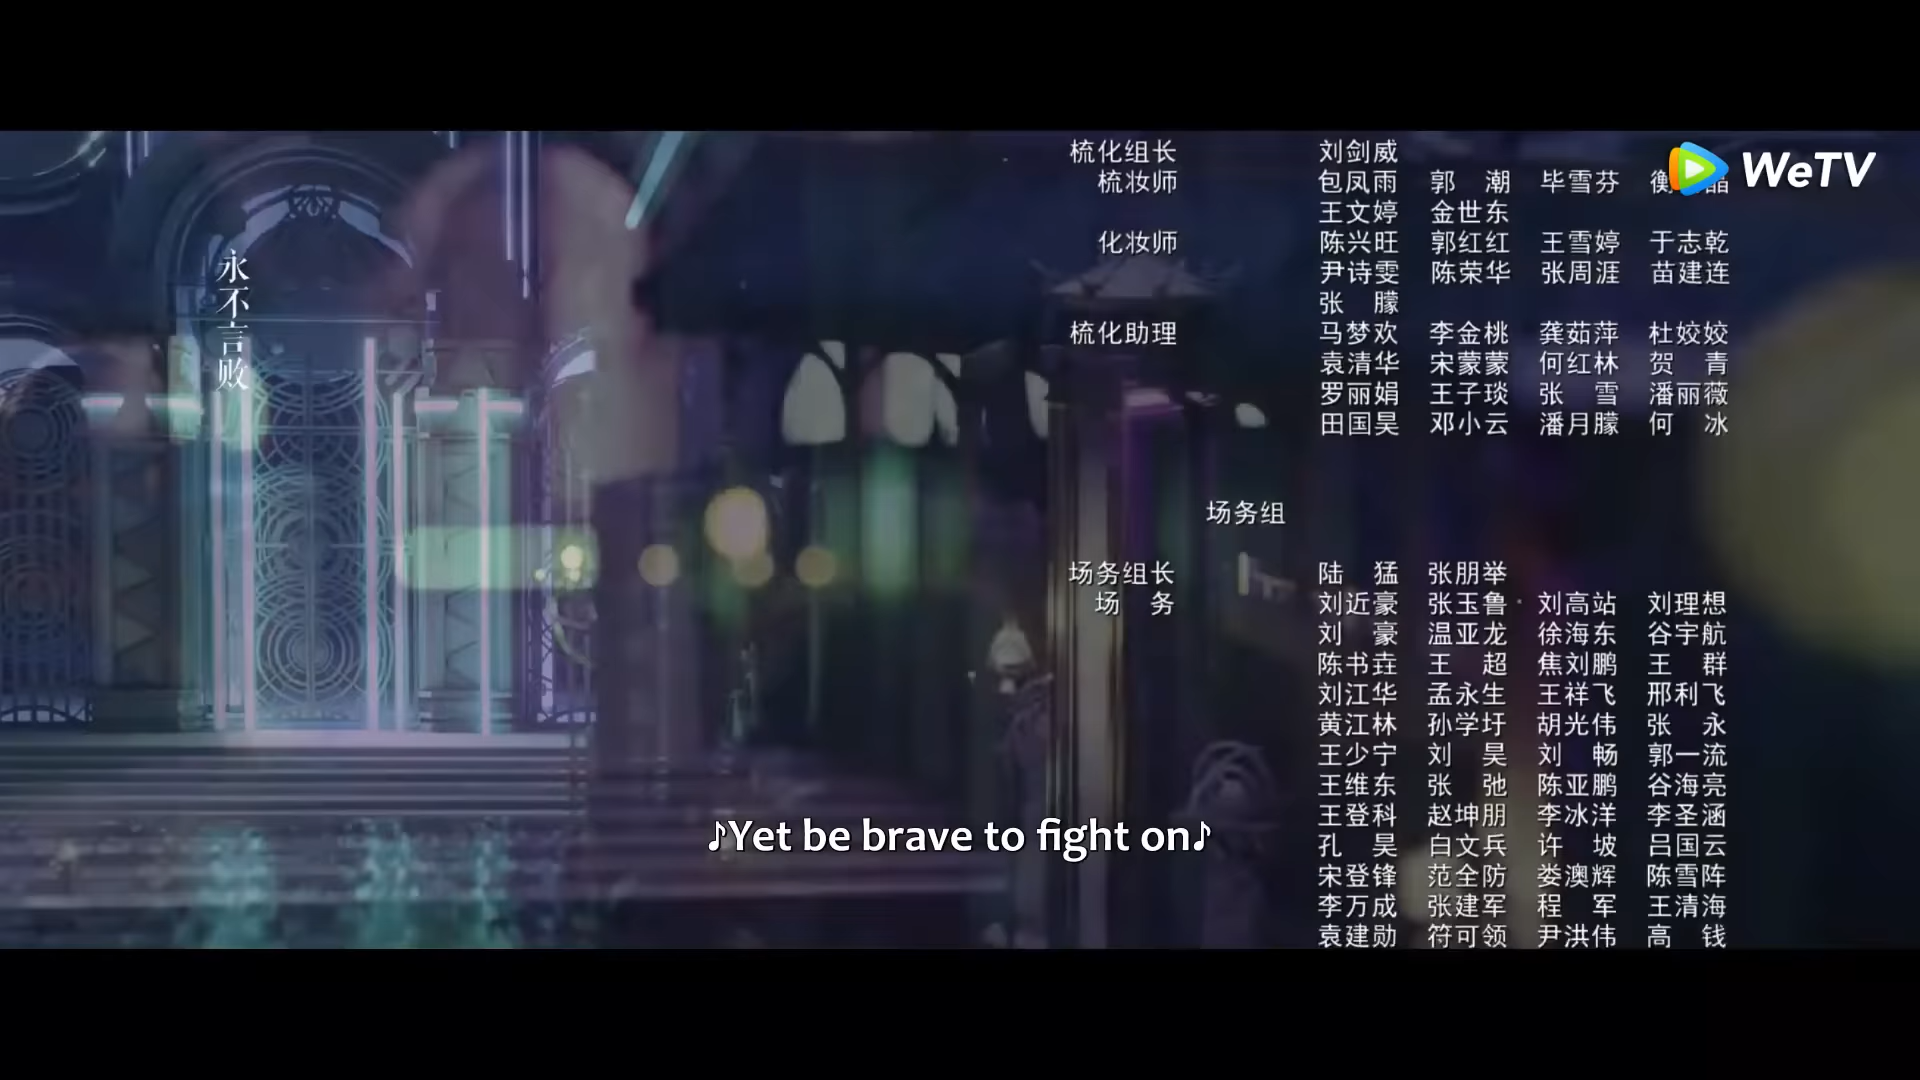 WeTV
永不言败
梳化组长 刘剑威
梳妆师 包凤雨 郭 潮 毕雪芬
王文婷 金世东
化妆师 陈兴旺 郭红红 王雪婷 于志乾
尹诗雯 陈荣华 张周涯 苗建连
张 朦
梳化助理 马梦欢 李金桃 龚茹萍 杜姣姣
袁清华 宋蒙蒙 何红林 贺 青
罗丽娟 王子琰 张 雪 潘丽薇
田国昊 邓小云 潘月朦 何 冰
场务组
场务组长 陆 猛 张朋举
场 务 刘近豪 张玉鲁 刘高站 刘理想
刘 豪 温亚龙 徐海东 谷宇航
陈书垚 王 超 焦刘鹏 王 群
刘江华 孟永生 王祥飞 邢利飞
黄江林 孙学圩 胡光伟 张 永
王少宁 刘 昊 刘 畅 郭一流
王维东 张 弛 陈亚鹏 谷海亮
王登科 赵坤朋 李冰洋 李圣涵
孔 昊 白文兵 许 坡 吕国云
宋登锋 范全防 娄澳辉 陈雪阵
李万成 张建军 程 军 王清海
袁建勋 符可领 尹洪伟 高 钱
♪Yet be brave to fight on♪